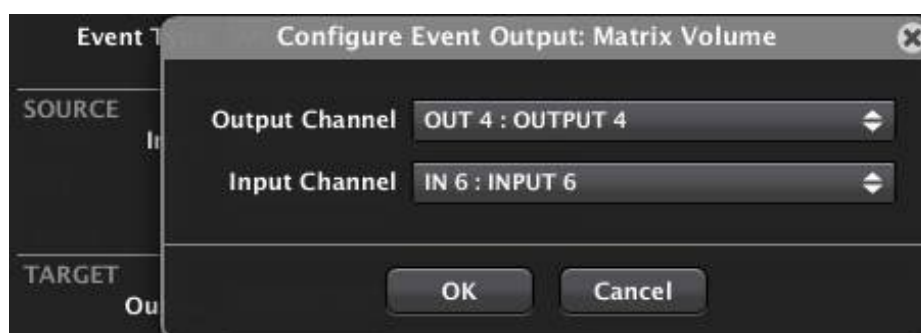 Event
Configure Event Output: Matrix Volume
SOURCE
Output Channel OUT 4 : OUTPUT 4
Input Channel IN 6 : INPUT 6
TARGET
OK Cancel